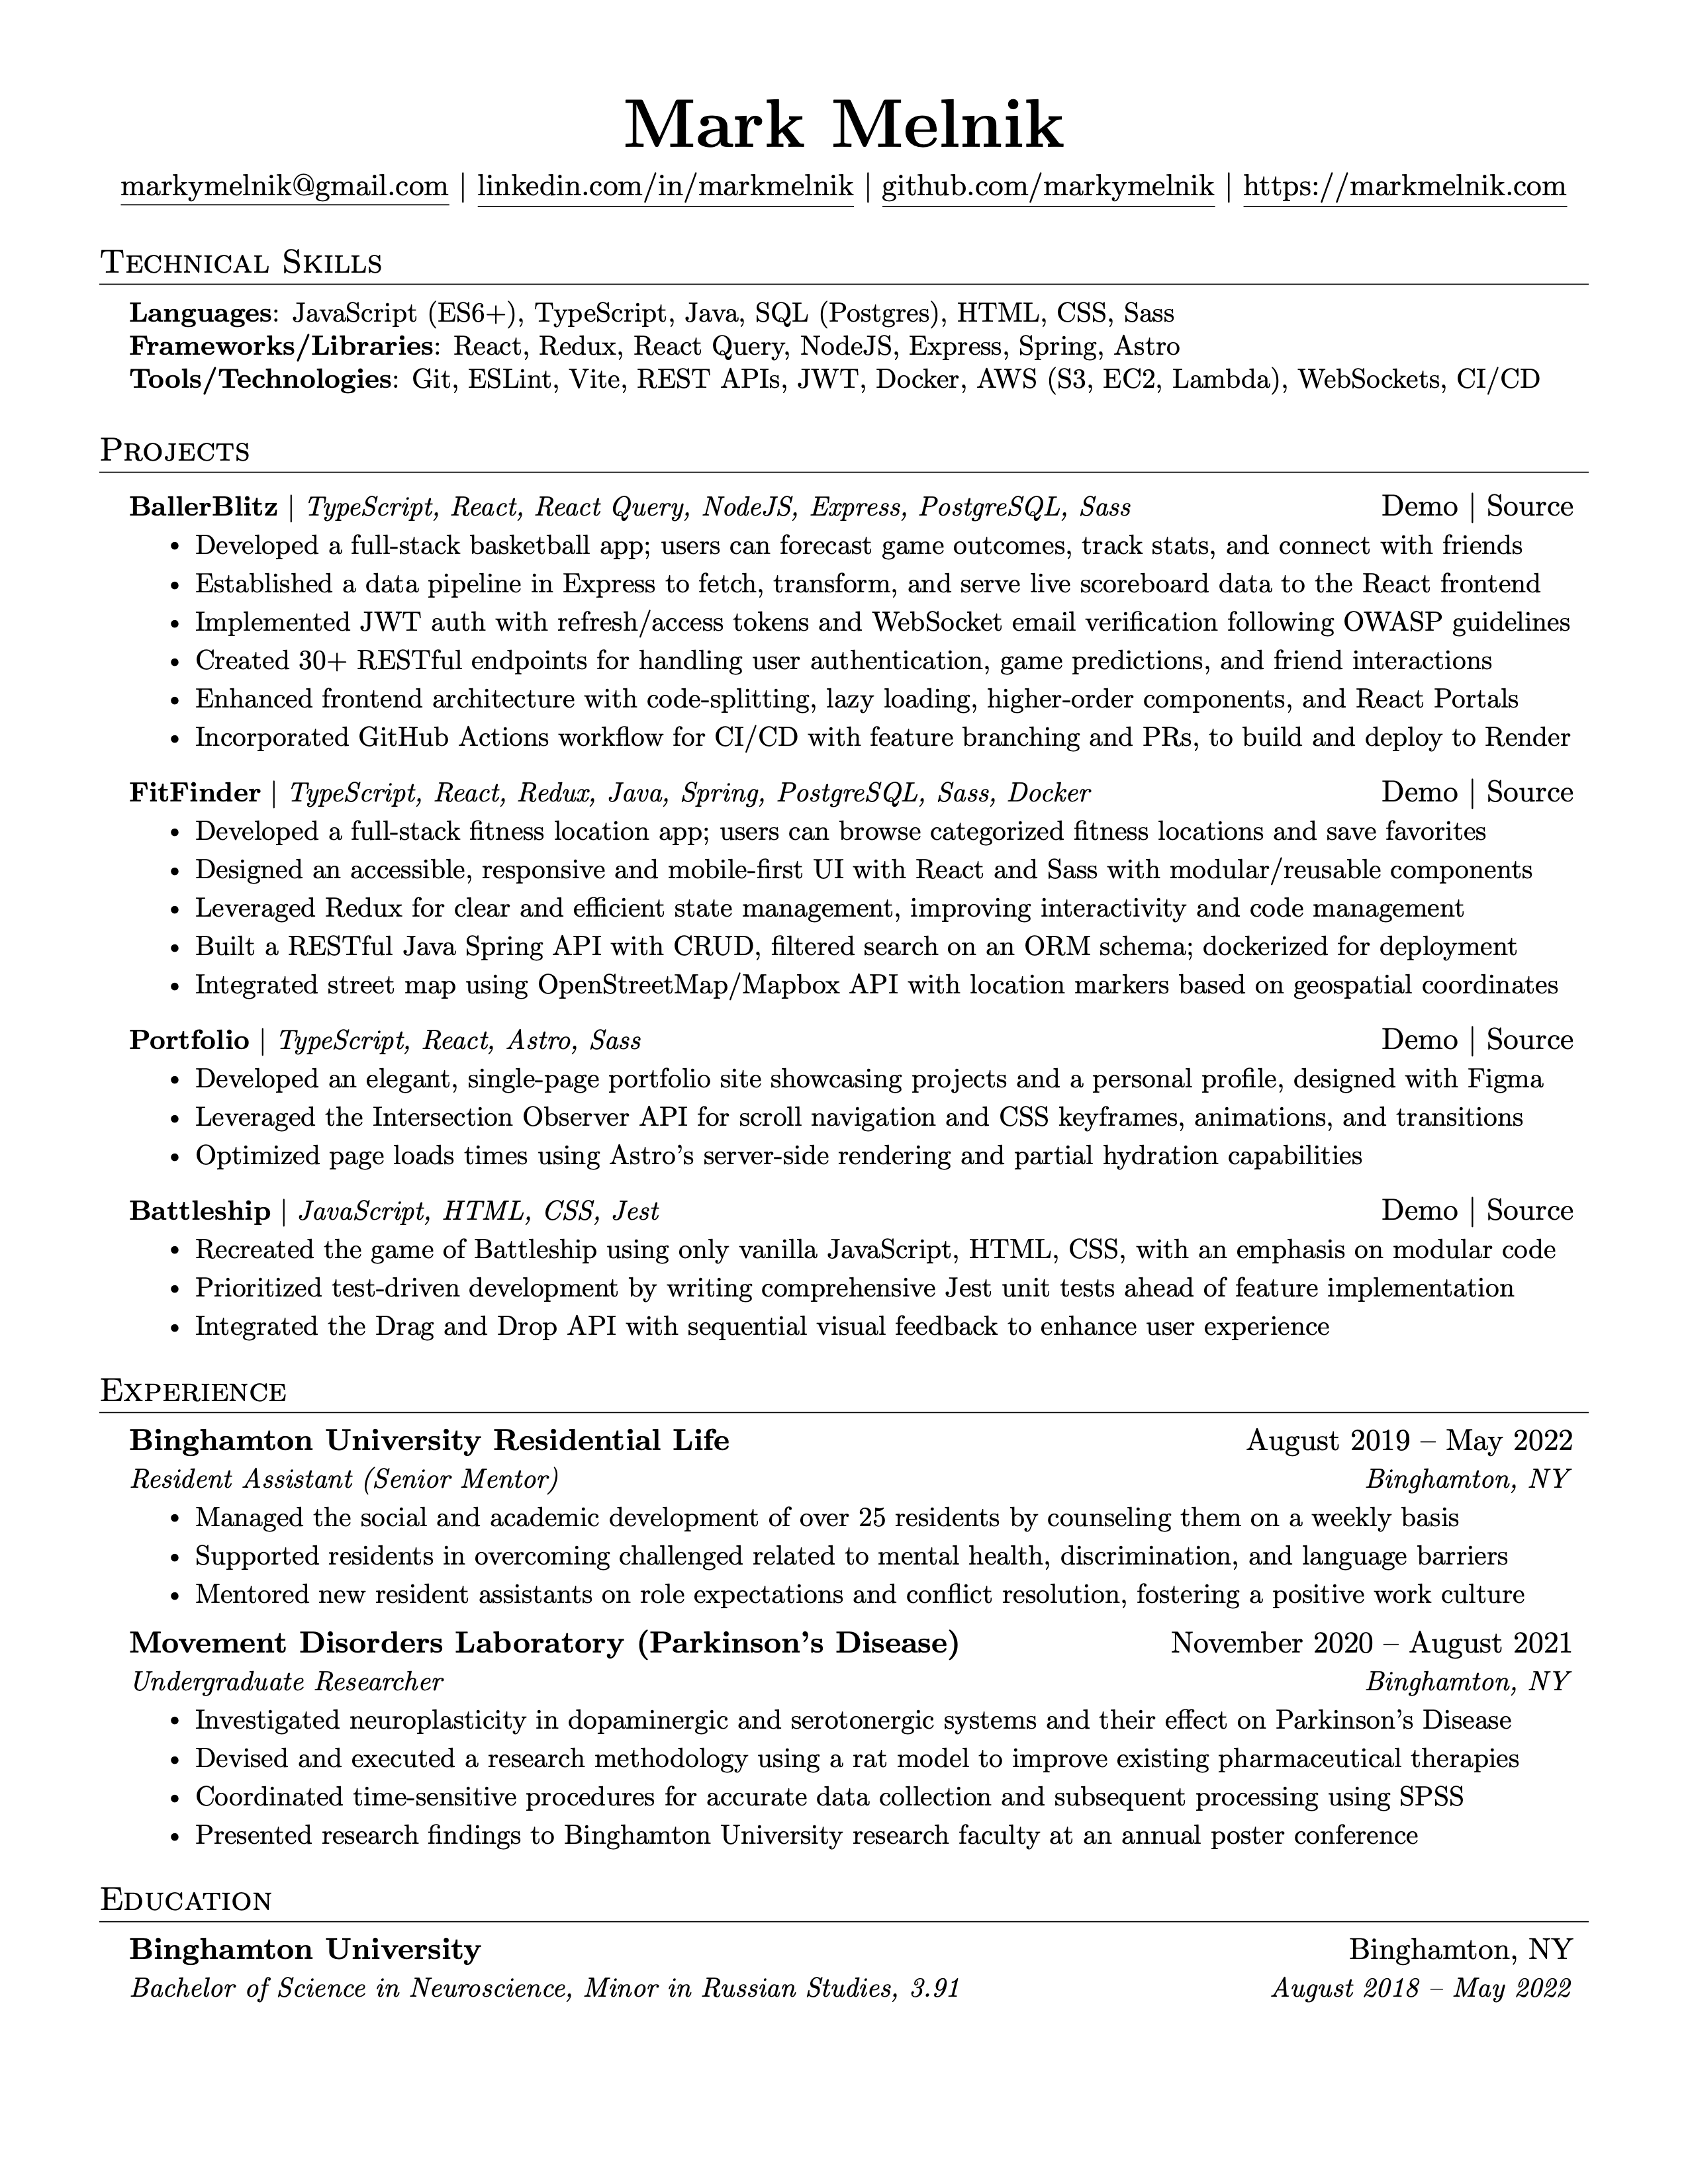 Mark Melnik
markymelnik@gmail.com | linkedin.com/in/markmelnik | github.com/markymelnik | https://markmelnik.com
Technical Skills
Languages: JavaScript (ES6+), TypeScript, Java, SQL (Postgres), HTML, CSS, Sass
Frameworks/Libraries: React, Redux, React Query, NodeJS, Express, Spring, Astro
Tools/Technologies: Git, ESLint, Vite, REST APIs, JWT, Docker, AWS (S3, EC2, Lambda), WebSockets, CI/CD
Projects
BallerBlitz | TypeScript, React, React Query, NodeJS, Express, PostgreSQL, Sass Demo | Source
• Developed a full-stack basketball app; users can forecast game outcomes, track stats, and connect with friends
• Established a data pipeline in Express to fetch, transform, and serve live scoreboard data to the React frontend
• Implemented JWT auth with refresh/access tokens and WebSocket email verification following OWASP guidelines
• Created 30+ RESTful endpoints for handling user authentication, game predictions, and friend interactions
• Enhanced frontend architecture with code-splitting, lazy loading, higher-order components, and React Portals
• Incorporated GitHub Actions workflow for CI/CD with feature branching and PRs, to build and deploy to Render
FitFinder | TypeScript, React, Redux, Java, Spring, PostgreSQL, Sass, Docker Demo | Source
• Developed a full-stack fitness location app; users can browse categorized fitness locations and save favorites
• Designed an accessible, responsive and mobile-first UI with React and Sass with modular/reusable components
• Leveraged Redux for clear and efficient state management, improving interactivity and code management
• Built a RESTful Java Spring API with CRUD, filtered search on an ORM schema; dockerized for deployment
• Integrated street map using OpenStreetMap/Mapbox API with location markers based on geospatial coordinates
Portfolio | TypeScript, React, Astro, Sass Demo | Source
• Developed an elegant, single-page portfolio site showcasing projects and a personal profile, designed with Figma
• Leveraged the Intersection Observer API for scroll navigation and CSS keyframes, animations, and transitions
• Optimized page loads times using Astro's server-side rendering and partial hydration capabilities
Battleship | JavaScript, HTML, CSS, Jest Demo | Source
• Recreated the game of Battleship using only vanilla JavaScript, HTML, CSS, with an emphasis on modular code
• Prioritized test-driven development by writing comprehensive Jest unit tests ahead of feature implementation
• Integrated the Drag and Drop API with sequential visual feedback to enhance user experience
Experience
Binghamton University Residential Life August 2019 – May 2022
Resident Assistant (Senior Mentor) Binghamton, NY
• Managed the social and academic development of over 25 residents by counseling them on a weekly basis
• Supported residents in overcoming challenged related to mental health, discrimination, and language barriers
• Mentored new resident assistants on role expectations and conflict resolution, fostering a positive work culture
Movement Disorders Laboratory (Parkinson's Disease) November 2020 – August 2021
Undergraduate Researcher Binghamton, NY
• Investigated neuroplasticity in dopaminergic and serotonergic systems and their effect on Parkinson's Disease
• Devised and executed a research methodology using a rat model to improve existing pharmaceutical therapies
• Coordinated time-sensitive procedures for accurate data collection and subsequent processing using SPSS
• Presented research findings to Binghamton University research faculty at an annual poster conference
Education
Binghamton University Binghamton, NY
Bachelor of Science in Neuroscience, Minor in Russian Studies, 3.91 August 2018 – May 2022